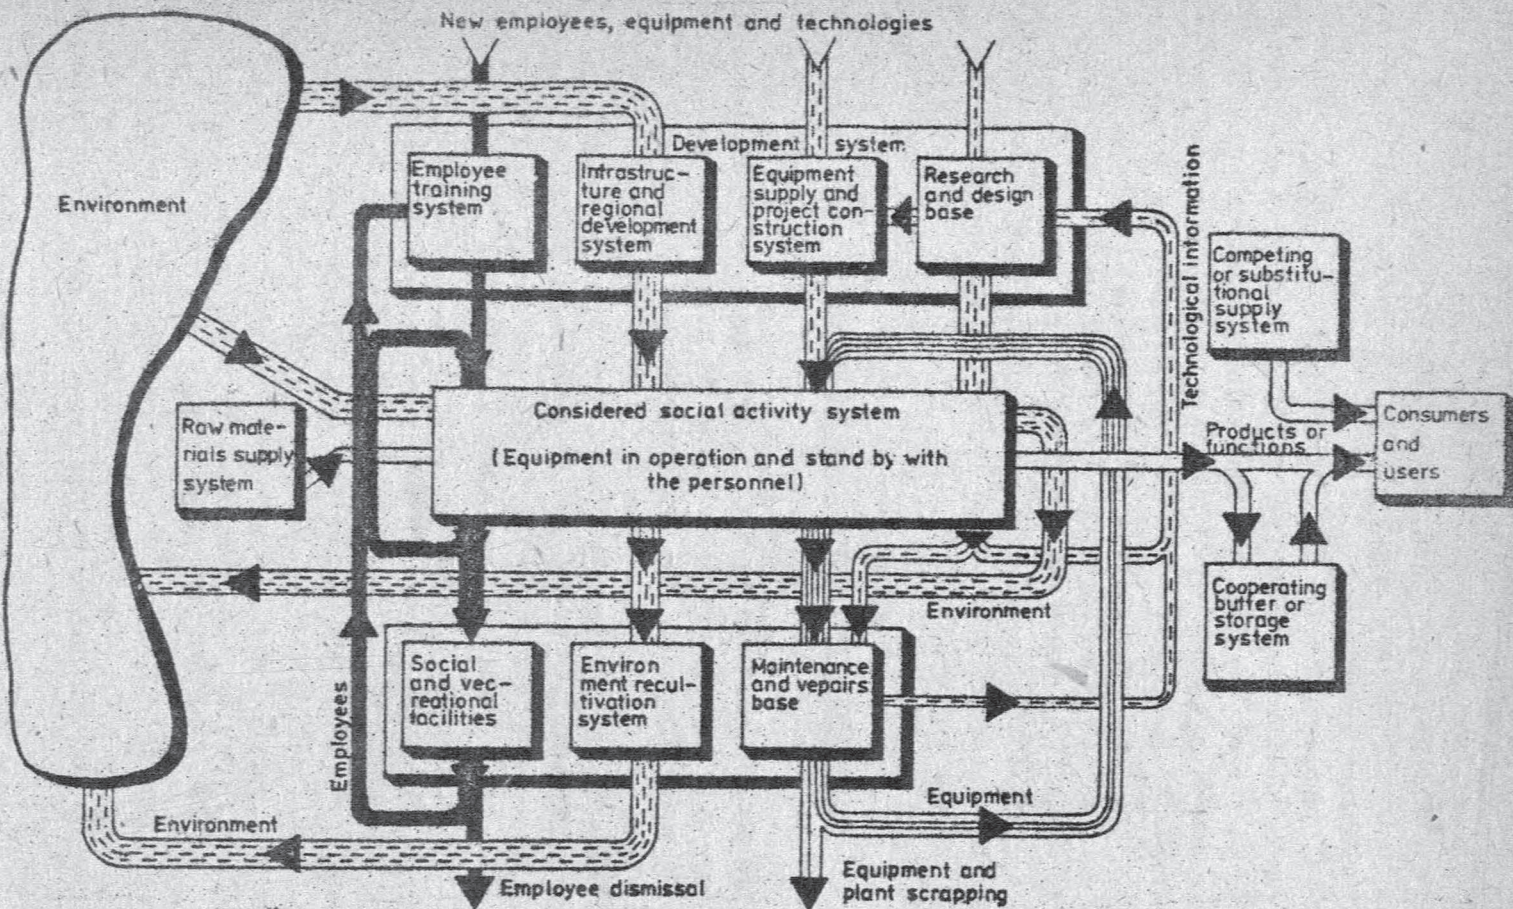 New employees, equipment and technologies
Development system
Environment
Employee
training
system
Intrastruc-
ture and
regional
development
system
Equipment
supply and
project con-
struction
system
Research
and design
base
Technological information
Competing
or substitu-
tional
supply
system
Raw mate-
rials supply
system
Considered social activity system
(Equipment in operation and stand by with
the personnel)
Products or
functions
Consumers
and
users
Environment
Cooperating
butter or
storage
system
Employees
Social
and vec-
reational
facilities
Environ
ment recul-
tivation
system
Maintenance
and vepairs
base
Equipment
Environment
Employee dismissal
Equipment and
plant scrapping